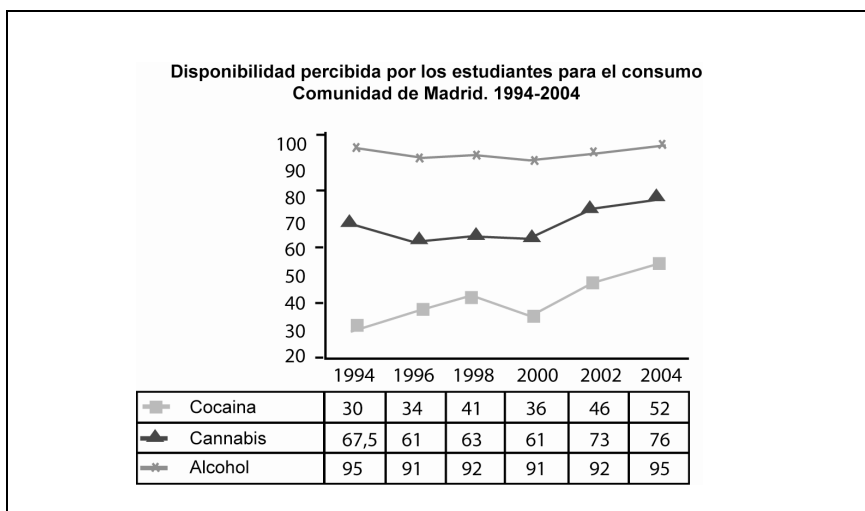 Disponibilidad percibida por los estudiantes para el consumo
Comunidad de Madrid. 1994-2004
100
90
80
70
60
50
40
30
20
1994 1996 1998 2000 2002 2004
Cocaina 30 34 41 36 46 52
Cannabis 67,5 61 63 61 73 76
Alcohol 95 91 92 91 92 95